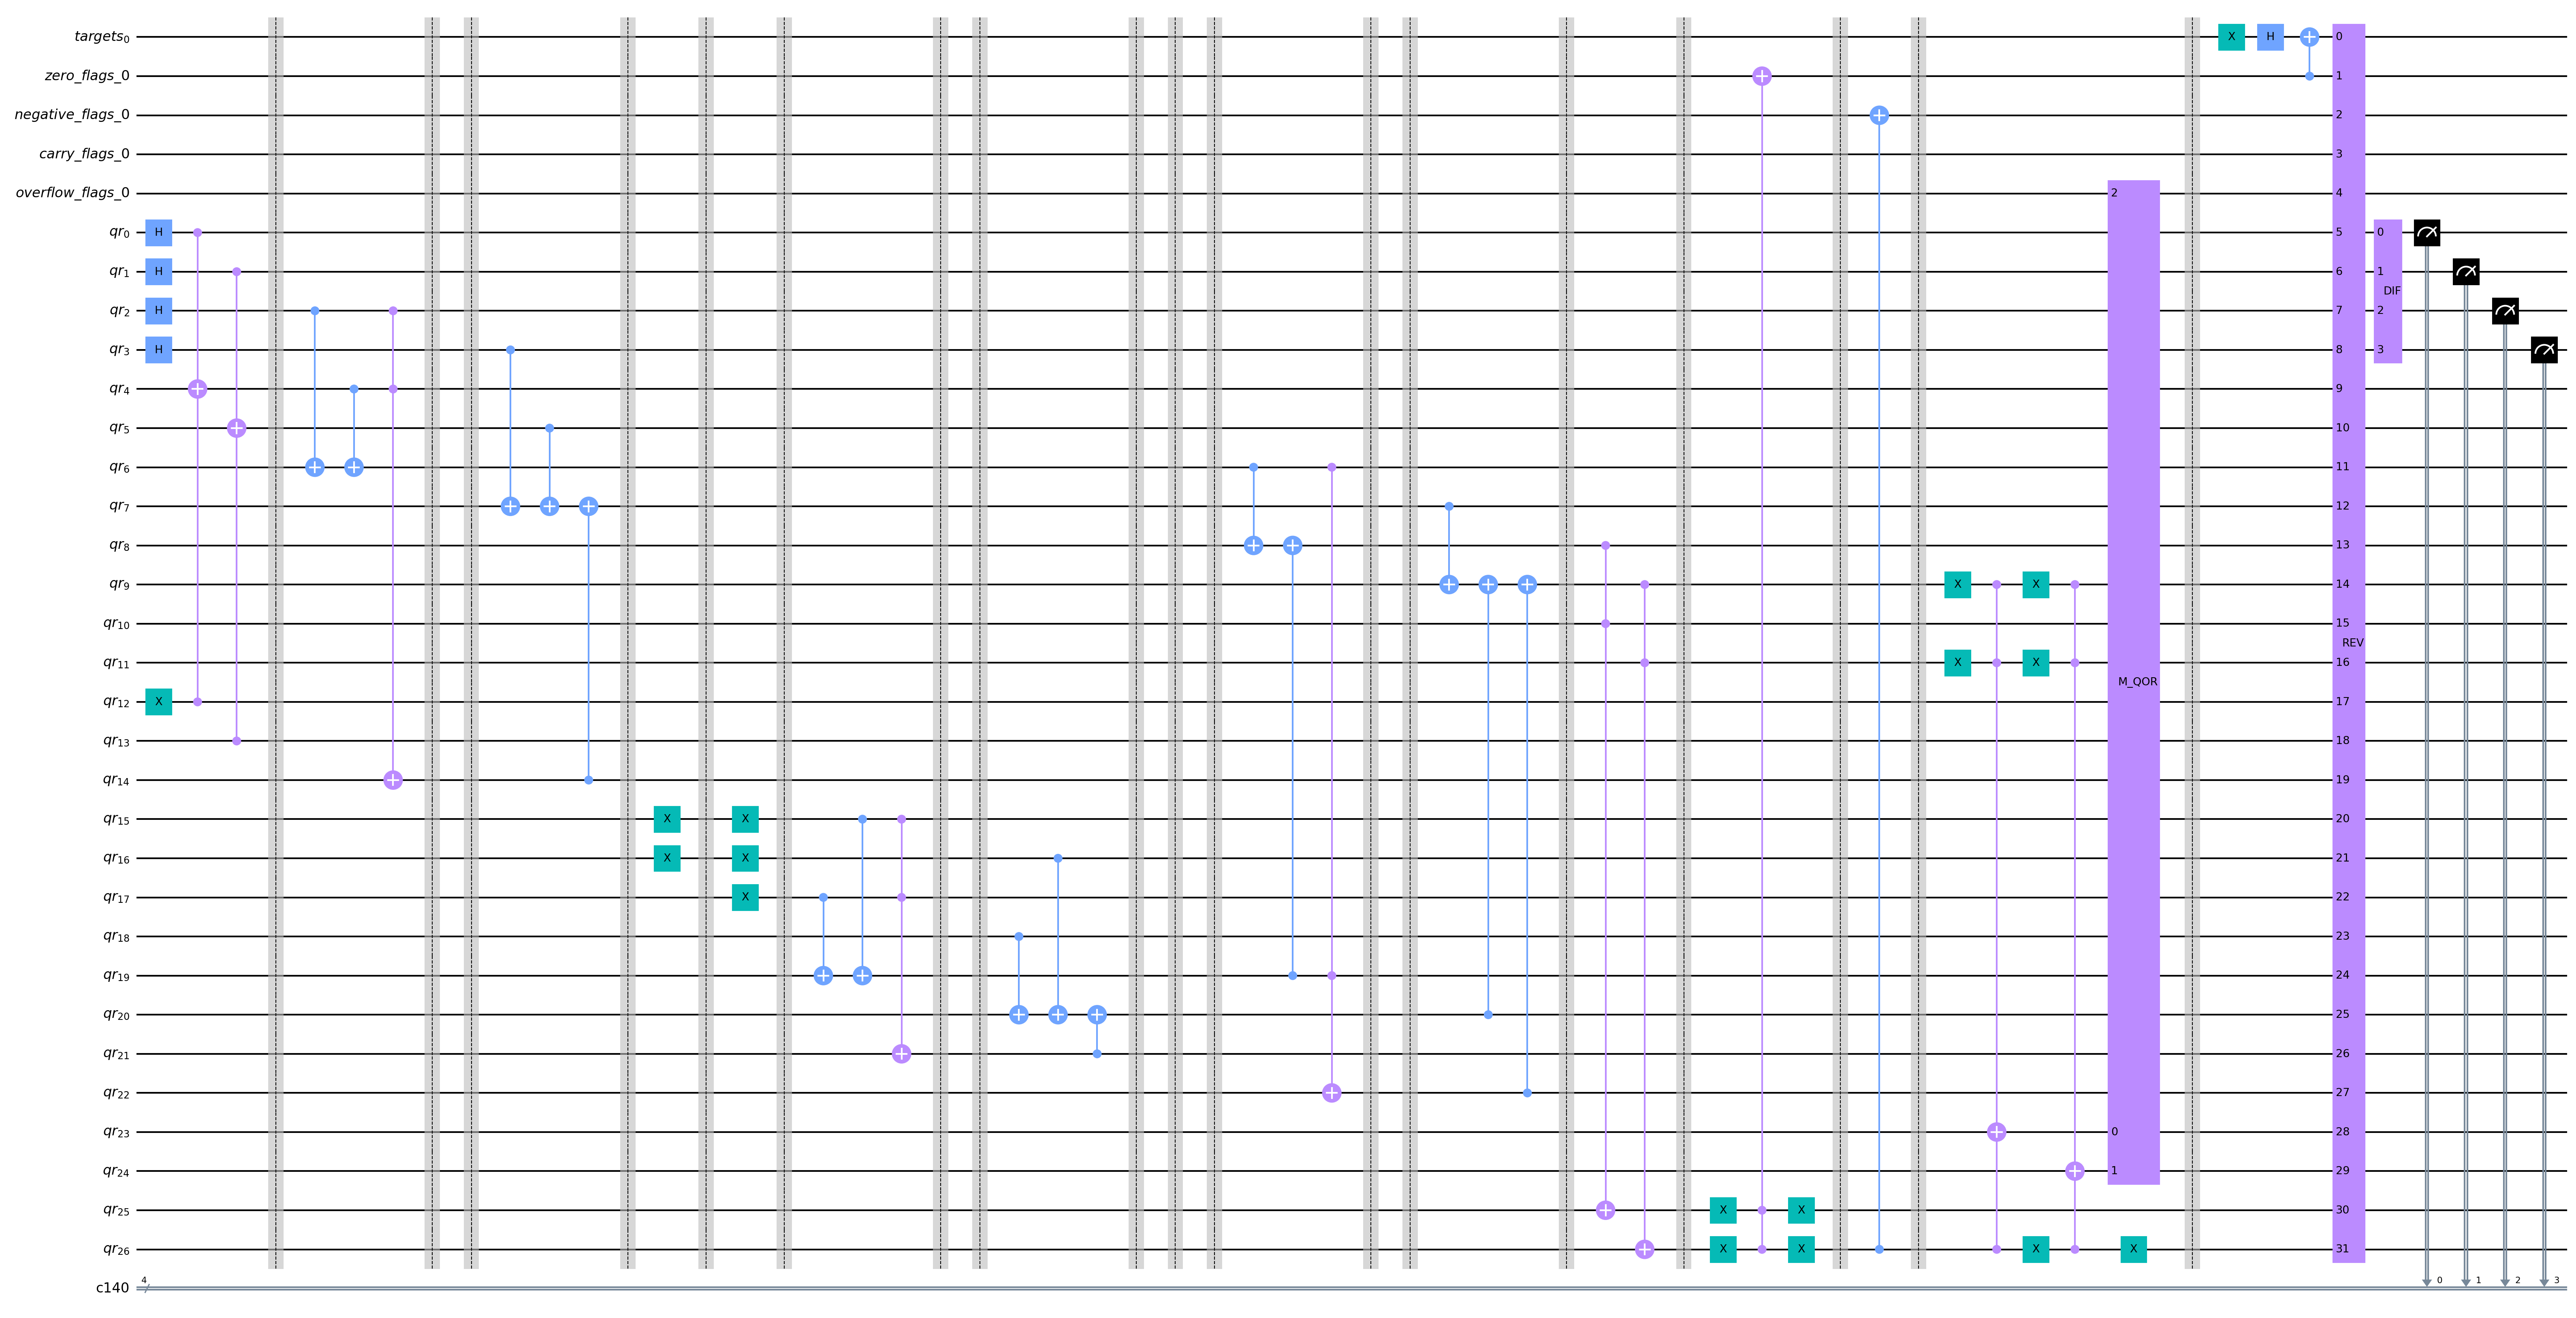 targets0 X H 0
zero_flags_0 1
negative_flags_0 2
carry_flags_0 3
overflow_flags_0 2 4
qr0 H 5 0
qr1 H 6 1
DIF
qr2 H 7 2
qr3 H 8 3
qr4 9
qr5 10
qr6 11
qr7 12
qr8 13
qr9 X X 14
qr10 15
REV
qr11 X X 16
M_QOR
qr12 X 17
qr13 18
qr14 19
qr15 X X 20
qr16 X X 21
qr17 X 22
qr18 23
qr19 24
qr20 25
qr21 26
qr22 27
qr23 0 28
qr24 1 29
qr25 X X 30
qr26 X X X X 31
c140 4 0 1 2 3